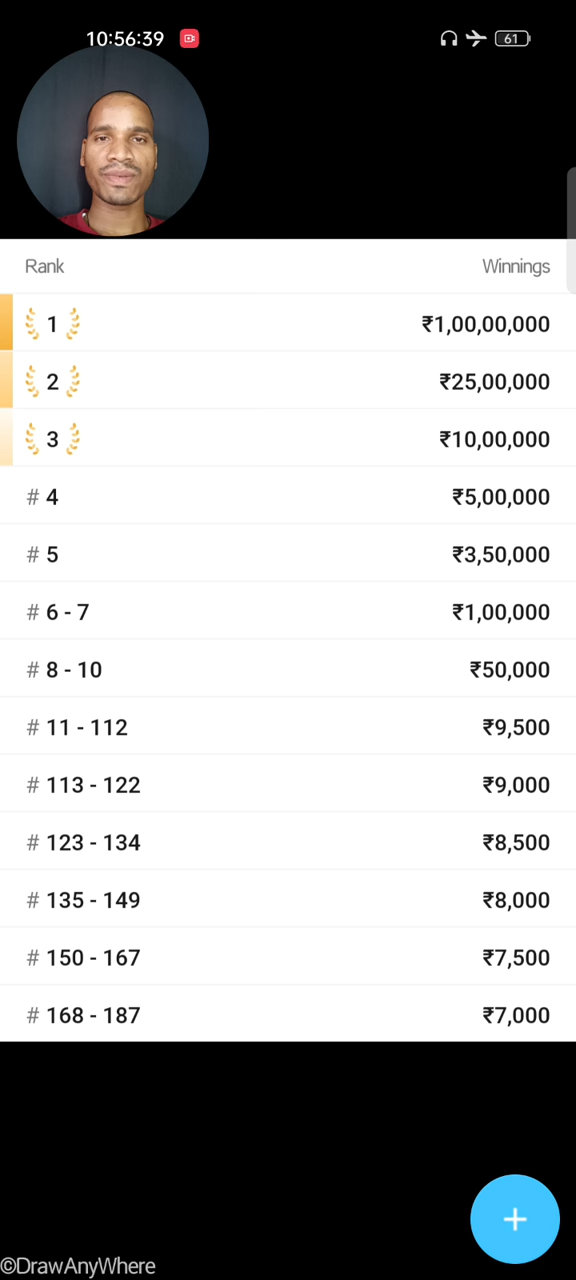 10:56:39 61
Rank Winnings
1 ₹1,00,00,000
2 ₹25,00,000
3 ₹10,00,000
# 4 ₹5,00,000
# 5 ₹3,50,000
# 6 - 7 ₹1,00,000
# 8 - 10 ₹50,000
# 11 - 112 ₹9,500
# 113 - 122 ₹9,000
# 123 - 134 ₹8,500
# 135 - 149 ₹8,000
# 150 - 167 ₹7,500
# 168 - 187 ₹7,000
+
©DrawAnyWhere